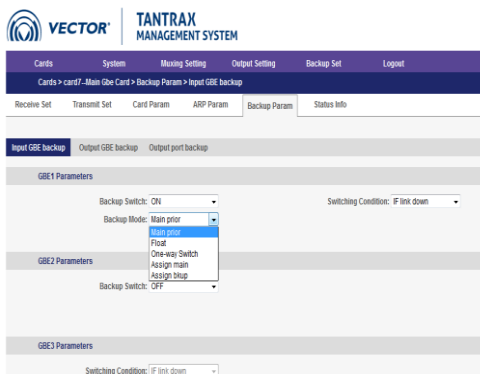 VECTOR'
TANTRAX
MANAGEMENT SYSTEM
Cards System Muxing Setting Output Setting Backup Set Logout
Cards > card7--Main Gbe Card > Backup Param > Input GBE backup
Receive Set Transmit Set Card Param ARP Param Backup Param Status Info
Input GBE backup Output GBE backup Output port backup
GBE1 Parameters
Backup Switch: ON Switching Condition: IF link down
Backup Mode: Main prior
Main prior
Float
One-way Switch
Assign main
Assign bkup
GBE2 Parameters
Backup Switch: OFF
GBE3 Parameters
Switching Condition: IF link down